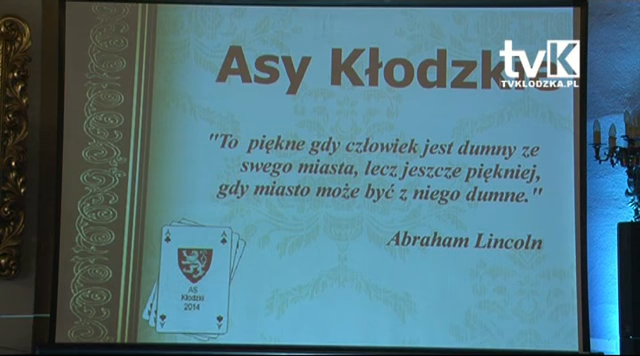 Asy Kłodzkie
tvK
TVKLODZKA.PL
"To piękne gdy człowiek jest dumny ze
swego miasta, lecz jeszcze piękniej,
gdy miasto może być z niego dumne."
Abraham Lincoln
A
A
AS
Kłodzki
2014